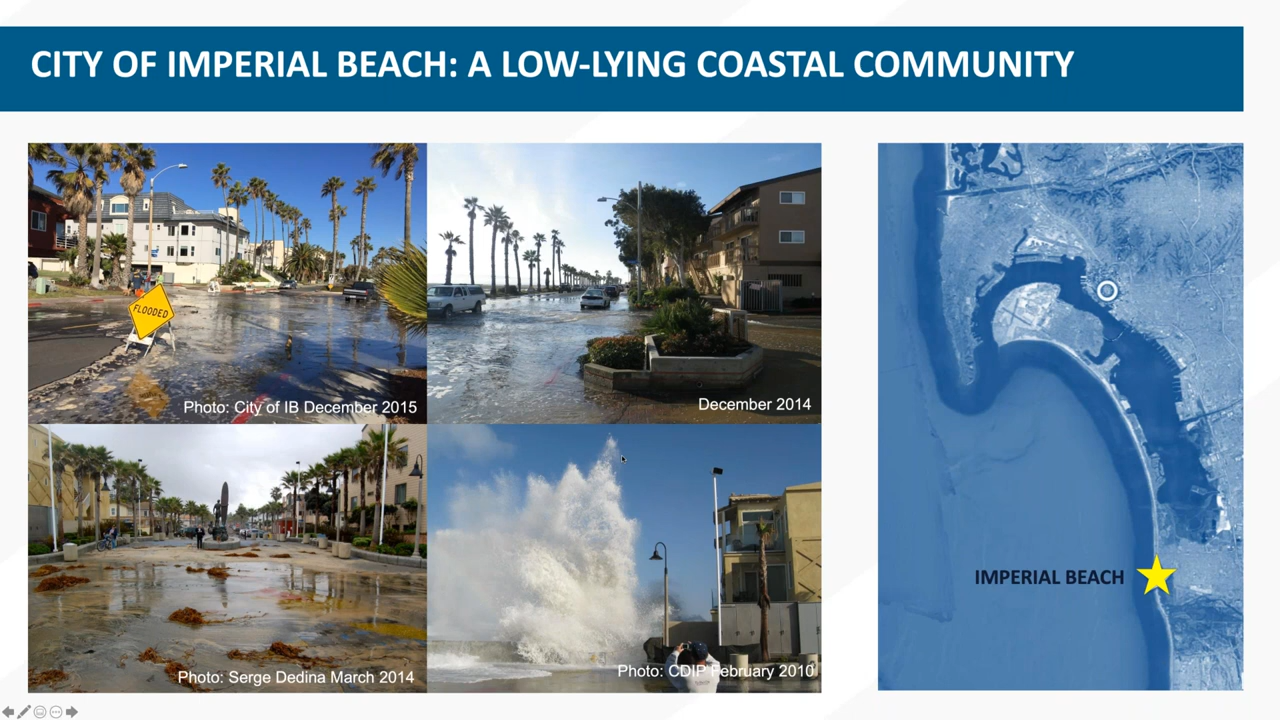 CITY OF IMPERIAL BEACH: A LOW-LYING COASTAL COMMUNITY
FLOODED
Photo: City of IB December 2015
December 2014
Photo: Serge Dedina March 2014
Photo: CDIP February 2010
IMPERIAL BEACH